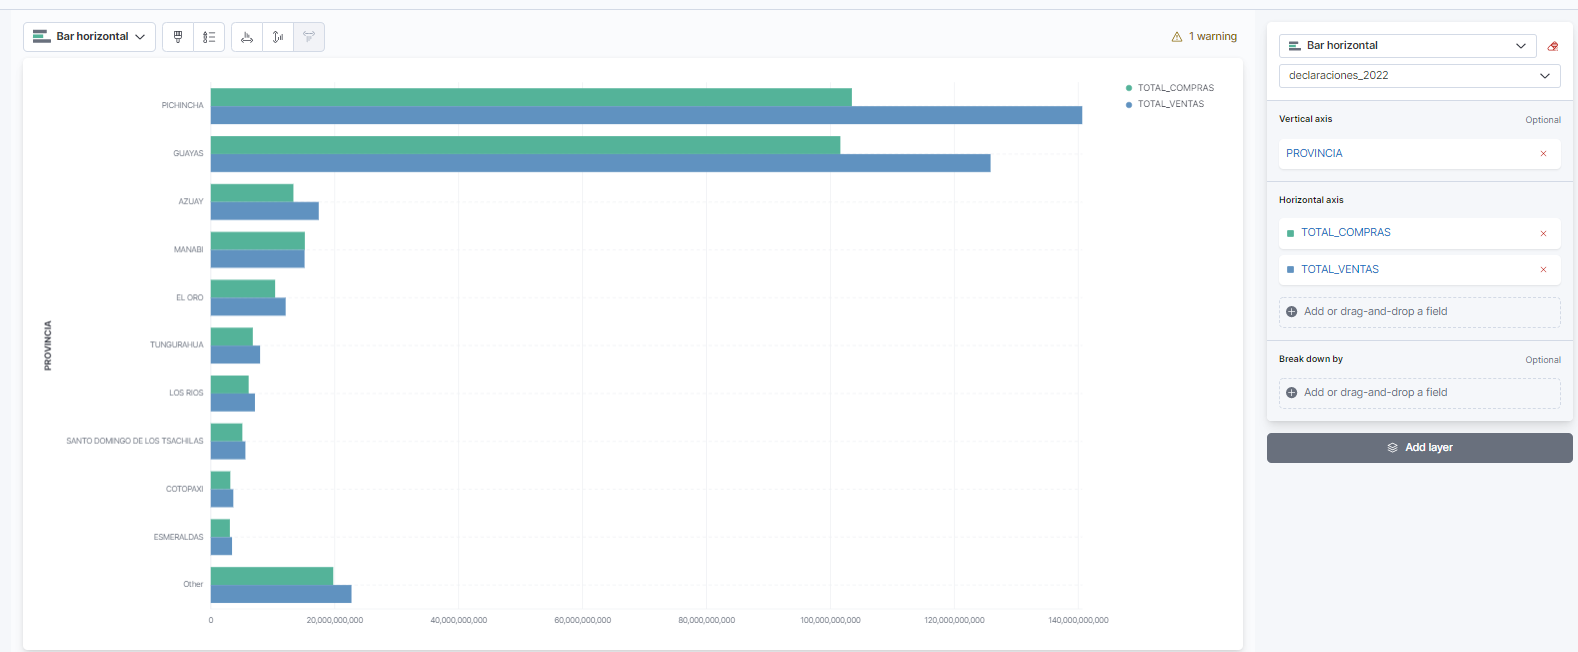 Bar horizontal
1 warning
TOTAL_COMPRAS
TOTAL_VENTAS
PROVINCIA
PICHINCHA
GUAYAS
AZUAY
MANABI
EL ORO
TUNGURAHUA
LOS RIOS
SANTO DOMINGO DE LOS TSACHILAS
COTOPAXI
ESMERALDAS
Other
0 20,000,000,000 40,000,000,000 60,000,000,000 80,000,000,000 100,000,000,000 120,000,000,000 140,000,000,000
Bar horizontal
declaraciones_2022
Vertical axis Optional
PROVINCIA
Horizontal axis
TOTAL_COMPRAS
TOTAL_VENTAS
Add or drag-and-drop a field
Break down by Optional
Add or drag-and-drop a field
Add layer